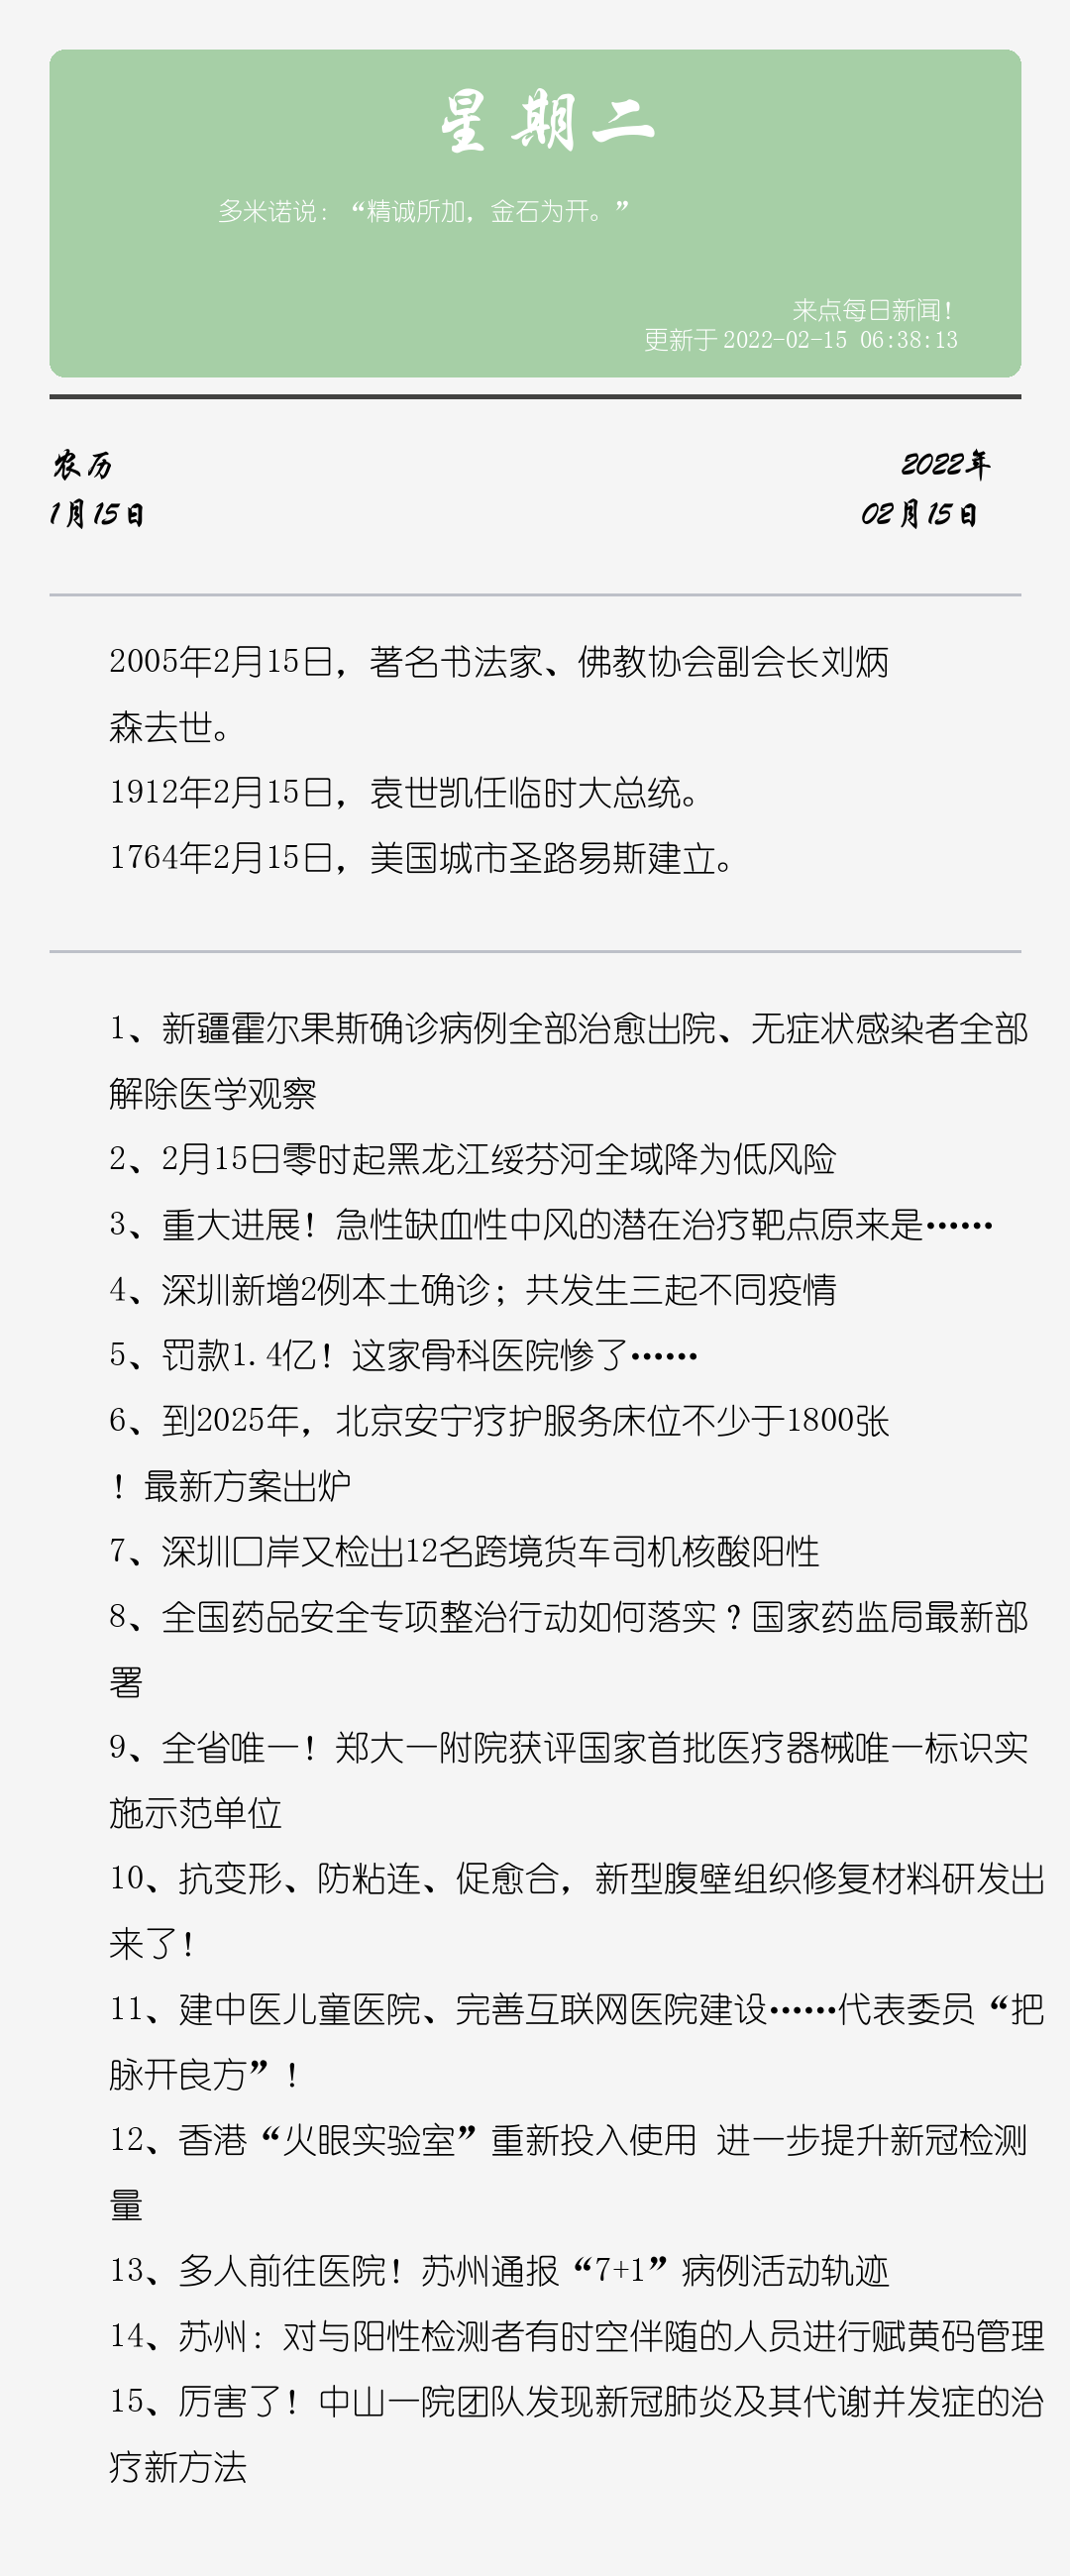 星期二
多米诺说：“精诚所加，金石为开。”
来点每日新闻！
更新于 2022-02-15 06:38:13
农历
2022年
1月15日
02月15日
2005年2月15日，著名书法家、佛教协会副会长刘炳
森去世。
1912年2月15日，袁世凯任临时大总统。
1764年2月15日，美国城市圣路易斯建立。
1、新疆霍尔果斯确诊病例全部治愈出院、无症状感染者全部
解除医学观察
2、2月15日零时起黑龙江绥芬河全域降为低风险
3、重大进展！急性缺血性中风的潜在治疗靶点原来是……
4、深圳新增2例本土确诊；共发生三起不同疫情
5、罚款1.4亿！这家骨科医院惨了……
6、到2025年，北京安宁疗护服务床位不少于1800张
！最新方案出炉
7、深圳口岸又检出12名跨境货车司机核酸阳性
8、全国药品安全专项整治行动如何落实？国家药监局最新部
署
9、全省唯一！郑大一附院获评国家首批医疗器械唯一标识实
施示范单位
10、抗变形、防粘连、促愈合，新型腹壁组织修复材料研发出
来了！
11、建中医儿童医院、完善互联网医院建设……代表委员“把
脉开良方”！
12、香港“火眼实验室”重新投入使用 进一步提升新冠检测
量
13、多人前往医院！苏州通报“7+1”病例活动轨迹
14、苏州：对与阳性检测者有时空伴随的人员进行赋黄码管理
15、厉害了！中山一院团队发现新冠肺炎及其代谢并发症的治
疗新方法